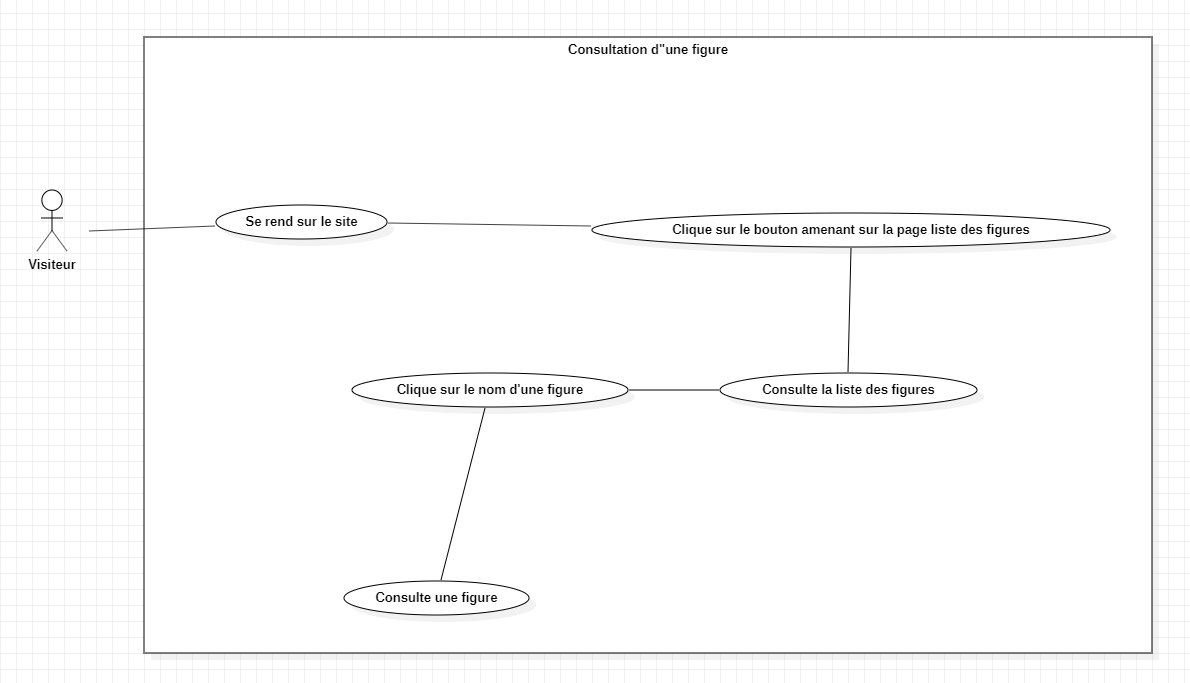 Consultation d"une figure
Se rend sur le site
Clique sur le bouton amenant sur la page liste des figures
Visiteur
Clique sur le nom d'une figure
Consulte la liste des figures
Consulte une figure